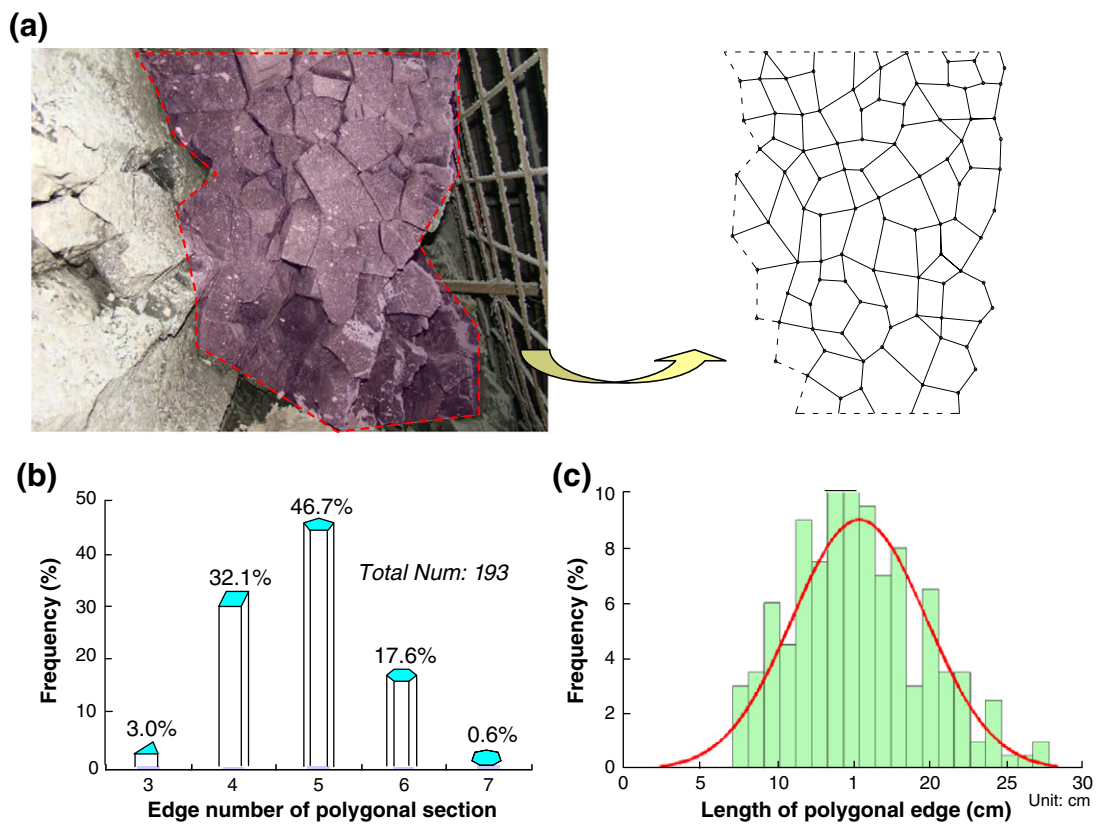 (a)
(b)
Frequency (%)
50
40
30
20
10
0
3.0%
32.1%
46.7%
17.6%
0.6%
Total Num: 193
3 4 5 6 7
Edge number of polygonal section
(c)
Frequency (%)
10
8
6
4
2
0
0 5 10 1 20 25 30
Length of polygonal edge (cm)
Unit: cm